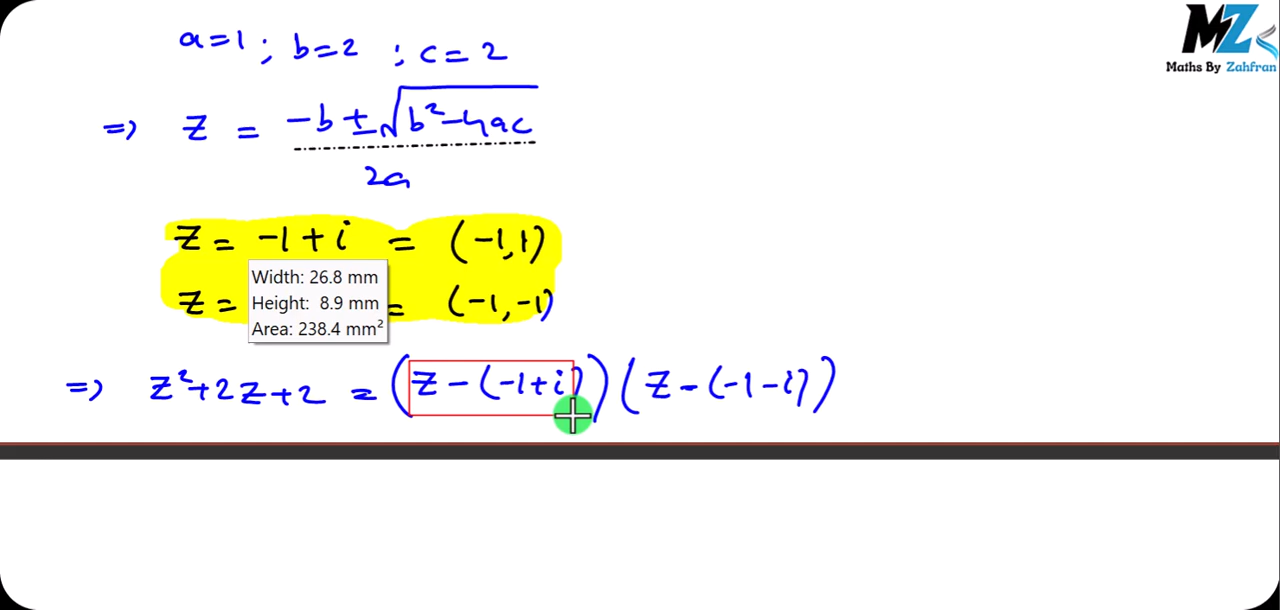 a=1 ; b=2 ; c=2
MZ
Maths By Zahfran
=> z = -b ± √b²-4ac
2a
z = -1+i = (-1,1)
z = = (-1,-1)
Width: 26.8 mm
Height: 8.9 mm
Area: 238.4 mm²
=> z²+2z+2 = (z-(-1+i))(z-(-1-i))